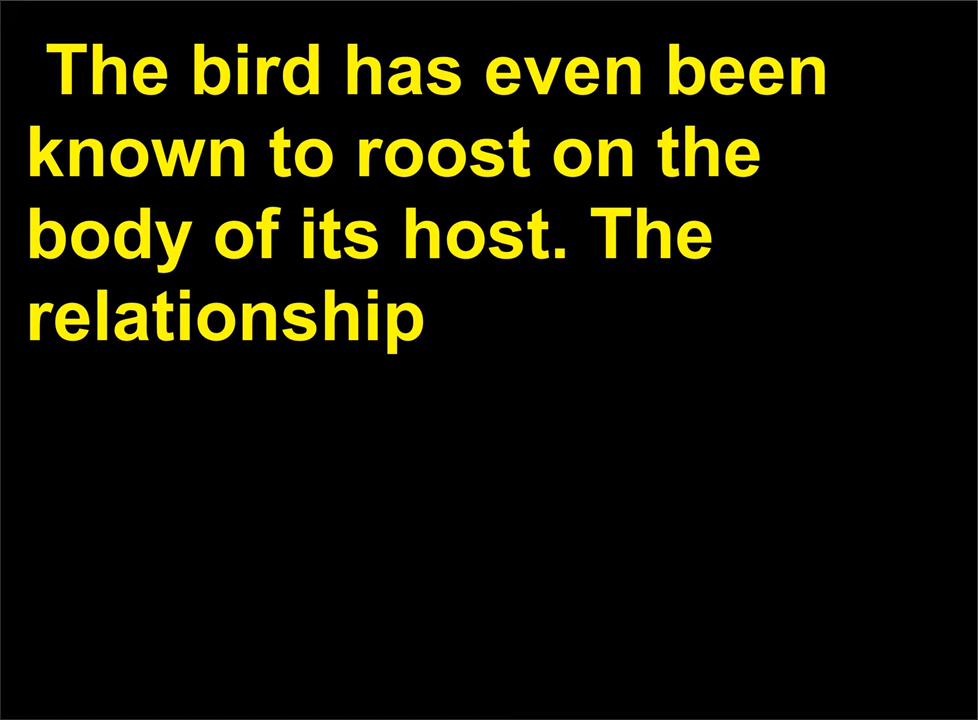 The bird has even been
known to roost on the
body of its host. The
relationship